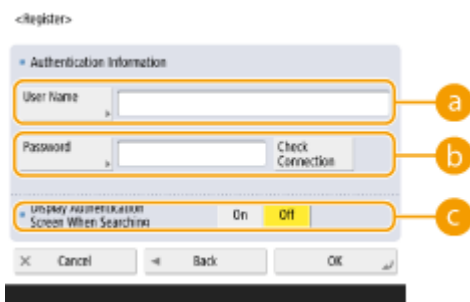 <Register>
Authentication Information
User Name
a
Password
Check
Connection
b
Display Authentication
Screen When Searching
On
Off
c
Cancel
Back
OK